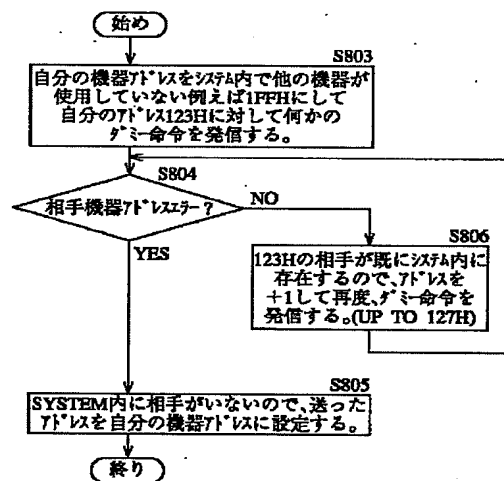 始め
S803
自分の機器ｱﾄﾞﾚｽをｼｽﾃﾑ内で他の機器が
使用していない例えば1FFHにして
自分のｱﾄﾞﾚｽ123Hに対して何かの
ﾀﾞﾐｰ命令を発信する。
S804
相手機器ｱﾄﾞﾚｽｴﾗｰ?
NO
YES
S806
123Hの相手が既にｼｽﾃﾑ内に
存在するので、ｱﾄﾞﾚｽを
+1して再度、ﾀﾞﾐｰ命令を
発信する。(UP TO 127H)
S805
SYSTEM内に相手がいないので、送った
ｱﾄﾞﾚｽを自分の機器ｱﾄﾞﾚｽに設定する。
終り